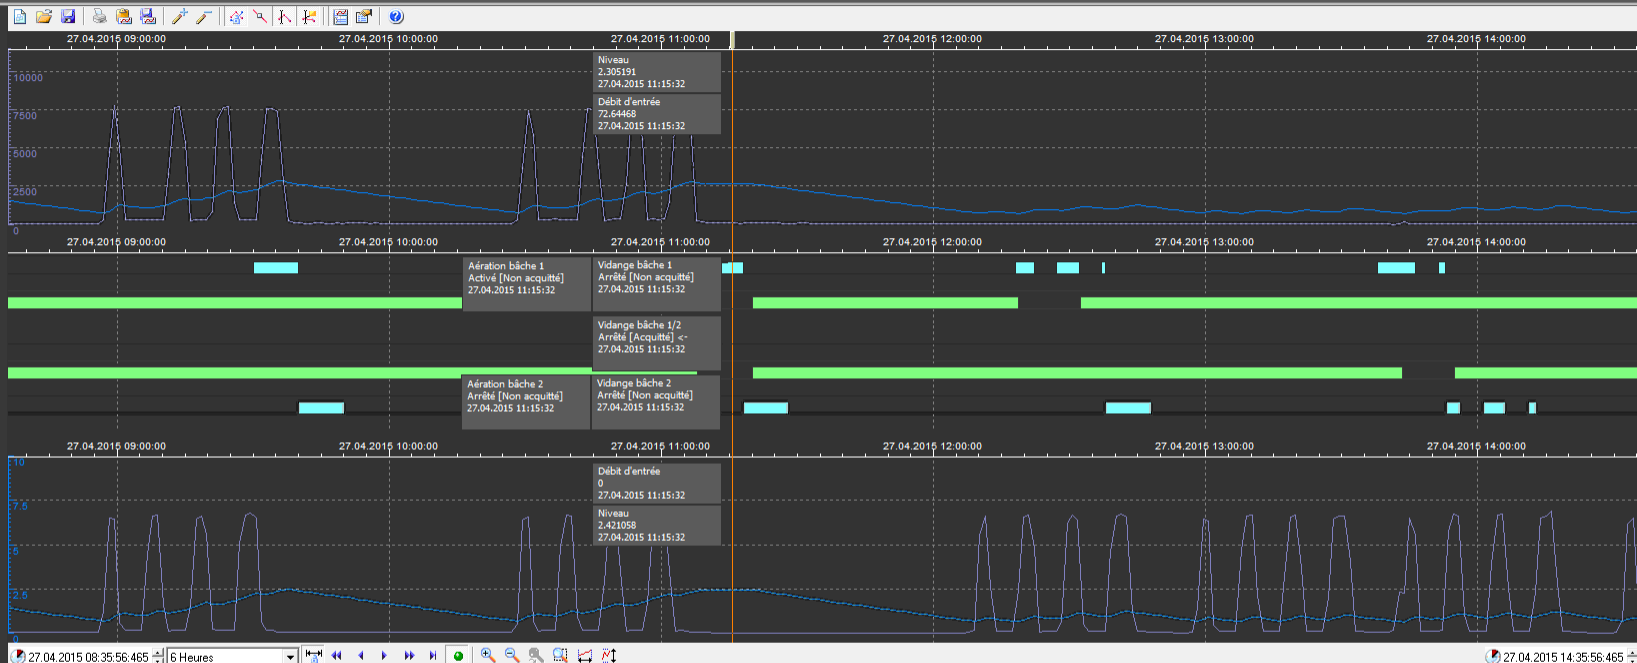 27.04.2015 09:00:00 27.04.2015 10:00:00 27.04.2015 11:00:00 27.04.2015 12:00:00 27.04.2015 13:00:00 27.04.2015 14:00:00
Niveau
2.305191
27.04.2015 11:15:32
10000
Débit d'entrée
72.64468
27.04.2015 11:15:32
7500
5000
2500
0
27.04.2015 09:00:00 27.04.2015 10:00:00 27.04.2015 11:00:00 27.04.2015 12:00:00 27.04.2015 13:00:00 27.04.2015 14:00:00
Aération bâche 1
Activé [Non acquitté]
27.04.2015 11:15:32
Vidange bâche 1
Arrêté [Non acquitté]
27.04.2015 11:15:32
Vidange bâche 1/2
Arrêté [Acquitté] <-
27.04.2015 11:15:32
Aération bâche 2
Arrêté [Non acquitté]
27.04.2015 11:15:32
Vidange bâche 2
Arrêté [Non acquitté]
27.04.2015 11:15:32
27.04.2015 09:00:00 27.04.2015 10:00:00 27.04.2015 11:00:00 27.04.2015 12:00:00 27.04.2015 13:00:00 27.04.2015 14:00:00
10
Débit d'entrée
0
27.04.2015 11:15:32
7.5
Niveau
2.421058
27.04.2015 11:15:32
5
2.5
0
27.04.2015 08:35:56:465 6 Heures 27.04.2015 14:35:56:465